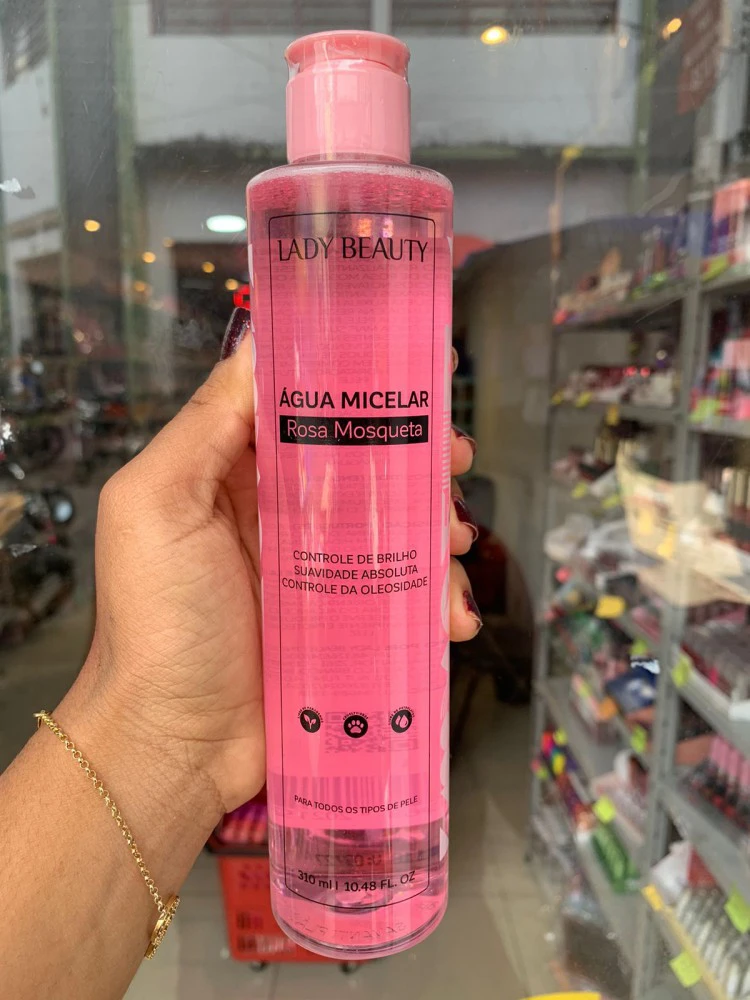 LADY BEAUTY
ÁGUA MICELAR
Rosa Mosqueta
CONTROLE DE BRILHO
SUAVIDADE ABSOLUTA
CONTROLE DA OLEOSIDADE
PARA TODOS OS TIPOS DE PELE
310 ml | 10.48 FL. OZ